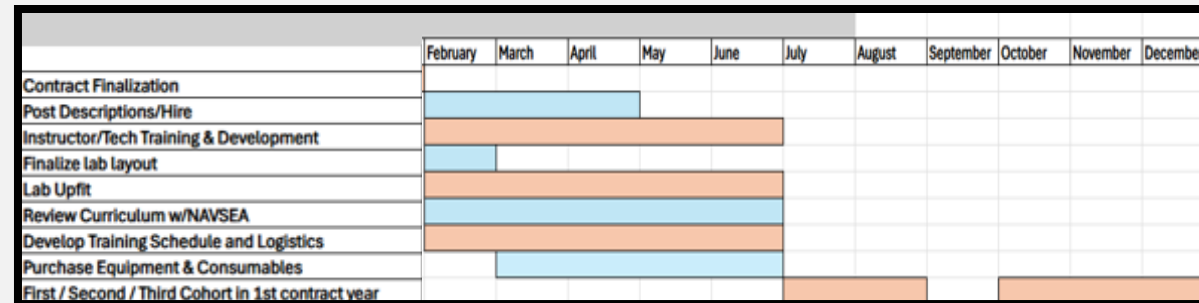 February March April May June July August September October November Decembe
Contract Finalization
Post Descriptions/Hire
Instructor/Tech Training & Development
Finalize lab layout
Lab Upfit
Review Curriculum w/NAVSEA
Develop Training Schedule and Logistics
Purchase Equipment & Consumables
First / Second / Third Cohort in 1st contract year